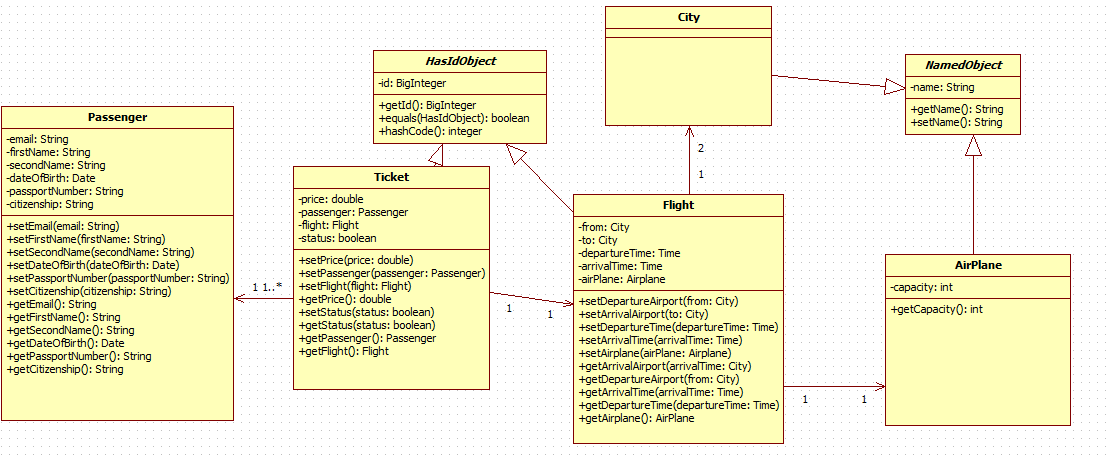 City
HasIdObject
-id: BigInteger
+getId(): BigInteger
+equals(HasIdObject): boolean
+hashCode(): integer
NamedObject
-name: String
+getName(): String
+setName(): String
Passenger
-email: String
-firstName: String
-secondName: String
-dateOfBirth: Date
-passportNumber: String
-citizenship: String
+setEmail(email: String)
+setFirstName(firstName: String)
+setSecondName(secondName: String)
+setDateOfBirth(dateOfBirth: Date)
+setPassportNumber(passportNumber: String)
+setCitizenship(citizenship: String)
+getEmail(): String
+getFirstName(): String
+getSecondName(): String
+getDateOfBirth(): Date
+getPassportNumber(): String
+getCitizenship(): String
1 1..*
Ticket
-price: double
-passenger: Passenger
-flight: Flight
-status: boolean
+setPrice(price: double)
+setPassenger(passenger: Passenger)
+setFlight(flight: Flight)
+getPrice(): double
+setStatus(status: boolean)
+getStatus(status: boolean)
+getPassenger(): Passenger
+getFlight(): Flight
1
1
2
1
Flight
-from: City
-to: City
-departureTime: Time
-arrivalTime: Time
-airPlane: Airplane
+setDepartureAirport(from: City)
+setArrivalAirport(to: City)
+setDepartureTime(departureTime: Time)
+setArrivalTime(arrivalTime: Time)
+setAirplane(airPlane: Airplane)
+getArrivalAirport(arrivalTime: City)
+getDepartureAirport(from: City)
+getArrivalTime(arrivalTime: Time)
+getDepartureTime(departureTime: Time)
+getAirplane(): AirPlane
1
1
AirPlane
-capacity: int
+getCapacity(): int